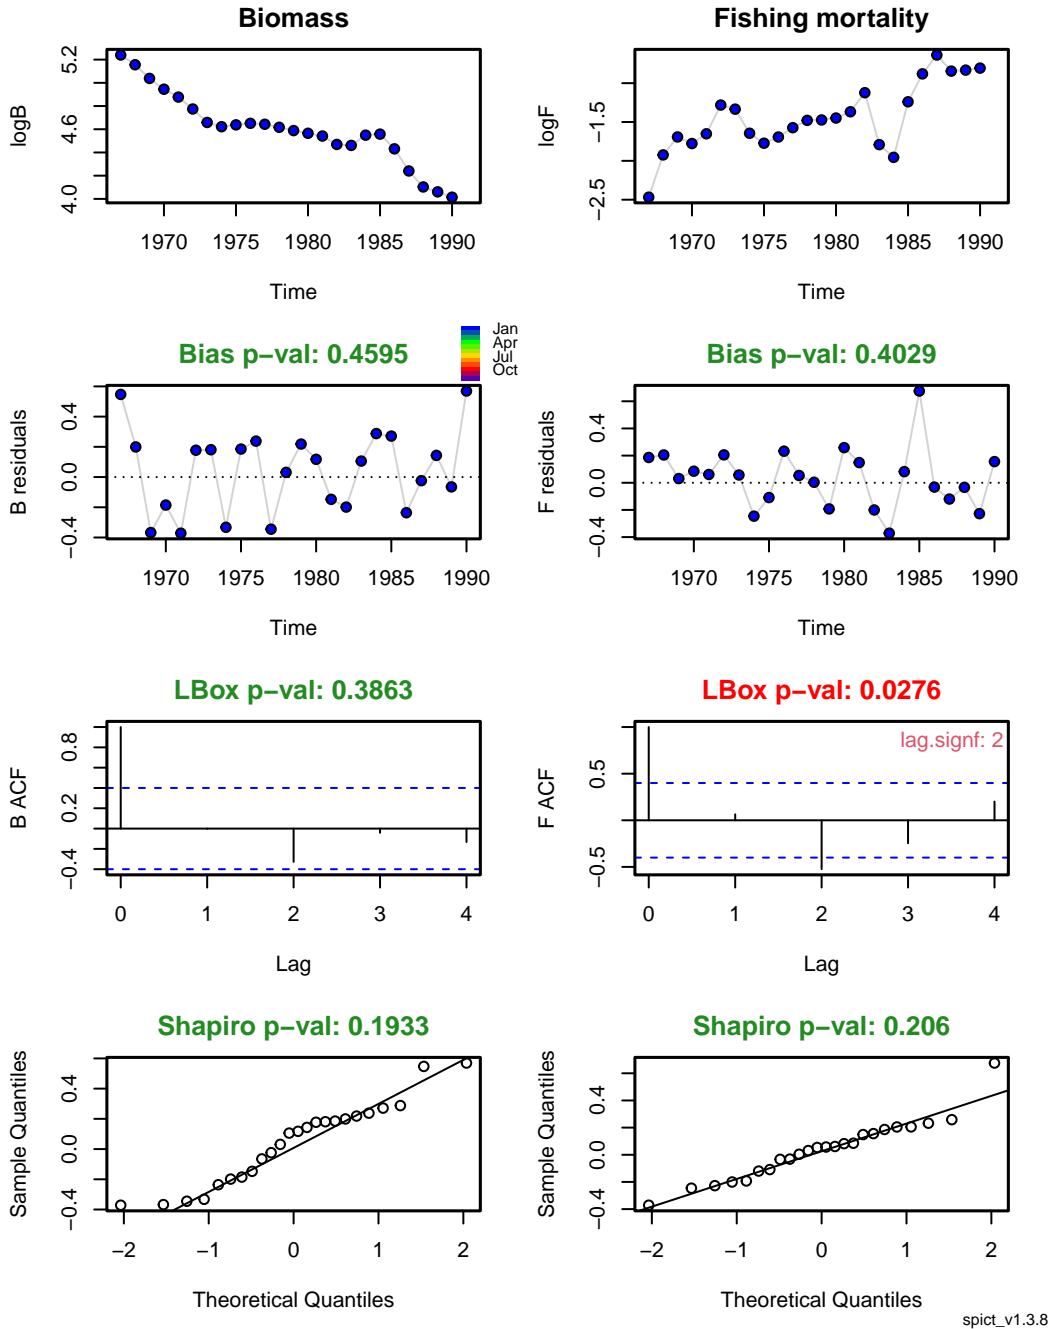 Biomass
Fishing mortality
logB
5.2
4.6
4.0
1970 1975 1980 1985 1990
Time
logF
−1.5
−2.5
1970 1975 1980 1985 1990
Time
Jan
Apr
Jul
Oct
Bias p−val: 0.4595
Bias p−val: 0.4029
B residuals
0.4
0.0
−0.4
1970 1975 1980 1985 1990
Time
F residuals
0.4
0.0
−0.4
1970 1975 1980 1985 1990
Time
LBox p−val: 0.3863
LBox p−val: 0.0276
B ACF
0.8
0.2
−0.4
0 1 2 3 4
Lag
lag.signf: 2
F ACF
0.5
−0.5
0 1 2 3 4
Lag
Shapiro p−val: 0.1933
Shapiro p−val: 0.206
Sample Quantiles
0.4
0.0
−0.4
−2 −1 0 1 2
Theoretical Quantiles
Sample Quantiles
0.4
0.0
−0.4
−2 −1 0 1 2
Theoretical Quantiles
spict_v1.3.8